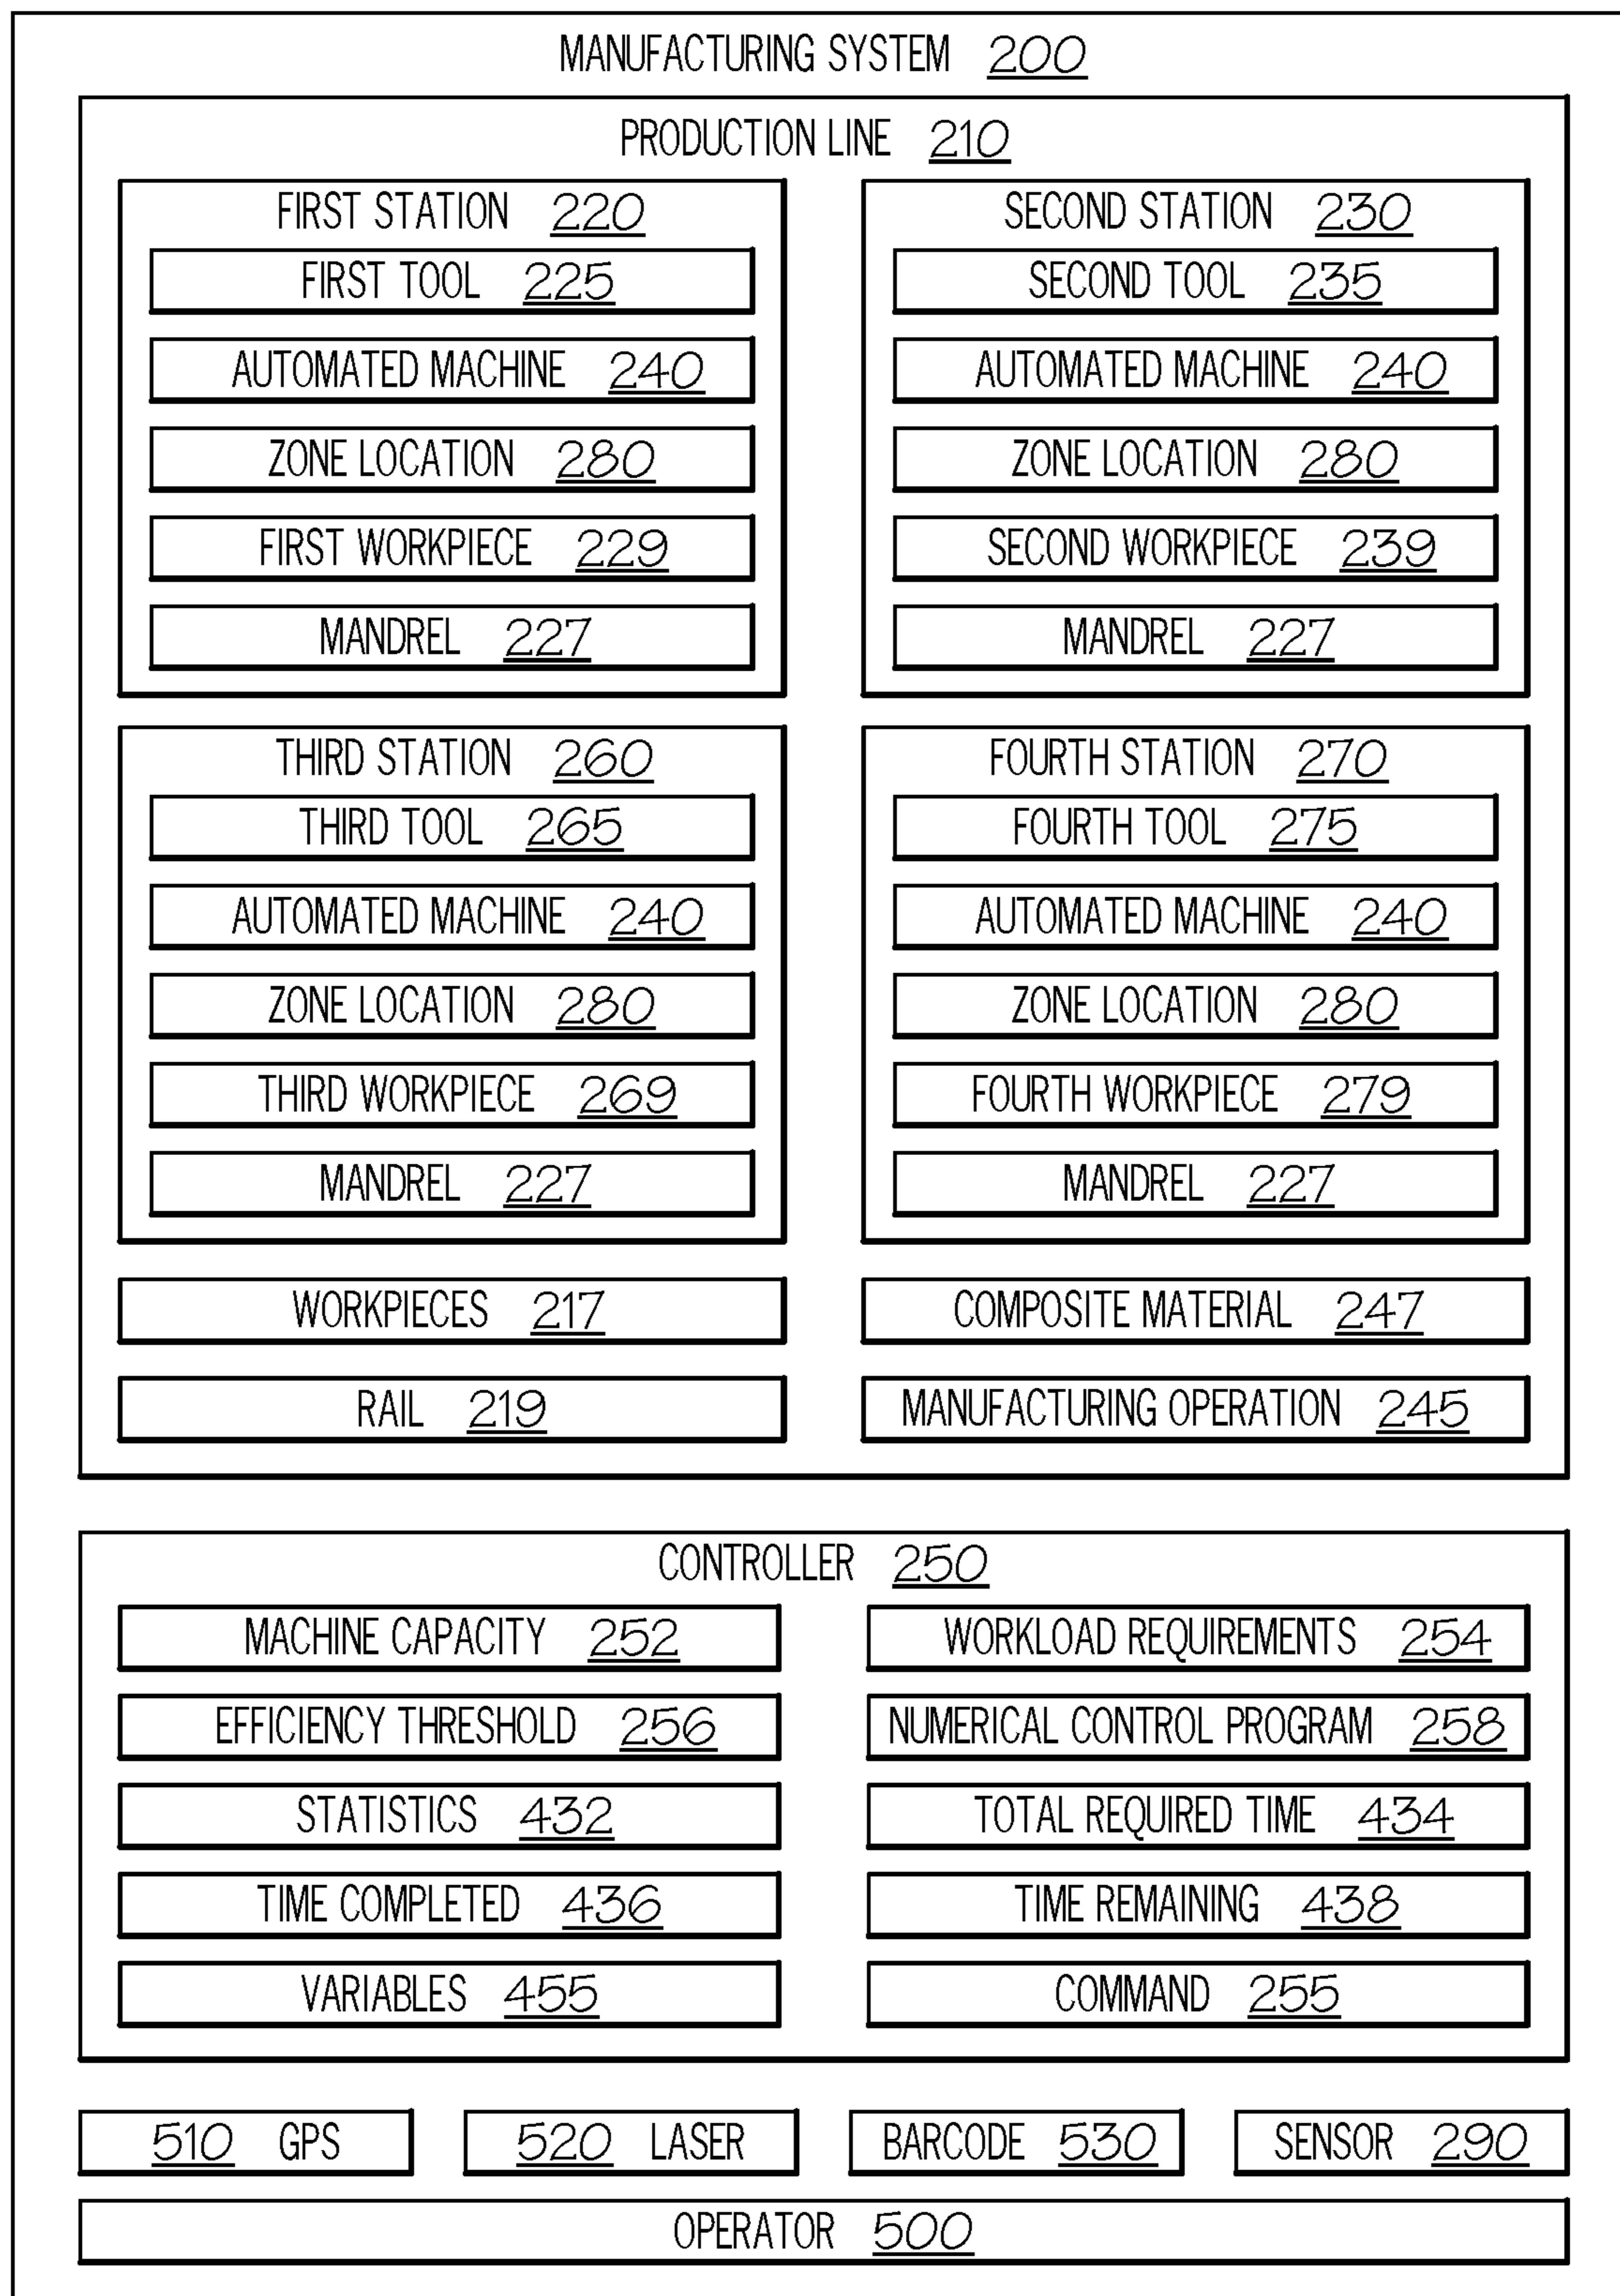 MANUFACTURING SYSTEM 200
PRODUCTION LINE 210
FIRST STATION 220
FIRST TOOL 225
AUTOMATED MACHINE 240
ZONE LOCATION 280
FIRST WORKPIECE 229
MANDREL 227
SECOND STATION 230
SECOND TOOL 235
AUTOMATED MACHINE 240
ZONE LOCATION 280
SECOND WORKPIECE 239
MANDREL 227
THIRD STATION 260
THIRD TOOL 265
AUTOMATED MACHINE 240
ZONE LOCATION 280
THIRD WORKPIECE 269
MANDREL 227
FOURTH STATION 270
FOURTH TOOL 275
AUTOMATED MACHINE 240
ZONE LOCATION 280
FOURTH WORKPIECE 279
MANDREL 227
WORKPIECES 217
COMPOSITE MATERIAL 247
RAIL 219
MANUFACTURING OPERATION 245
CONTROLLER 250
MACHINE CAPACITY 252
WORKLOAD REQUIREMENTS 254
EFFICIENCY THRESHOLD 256
NUMERICAL CONTROL PROGRAM 258
STATISTICS 432
TOTAL REQUIRED TIME 434
TIME COMPLETED 436
TIME REMAINING 438
VARIABLES 455
COMMAND 255
510 GPS
520 LASER
BARCODE 530
SENSOR 290
OPERATOR 500